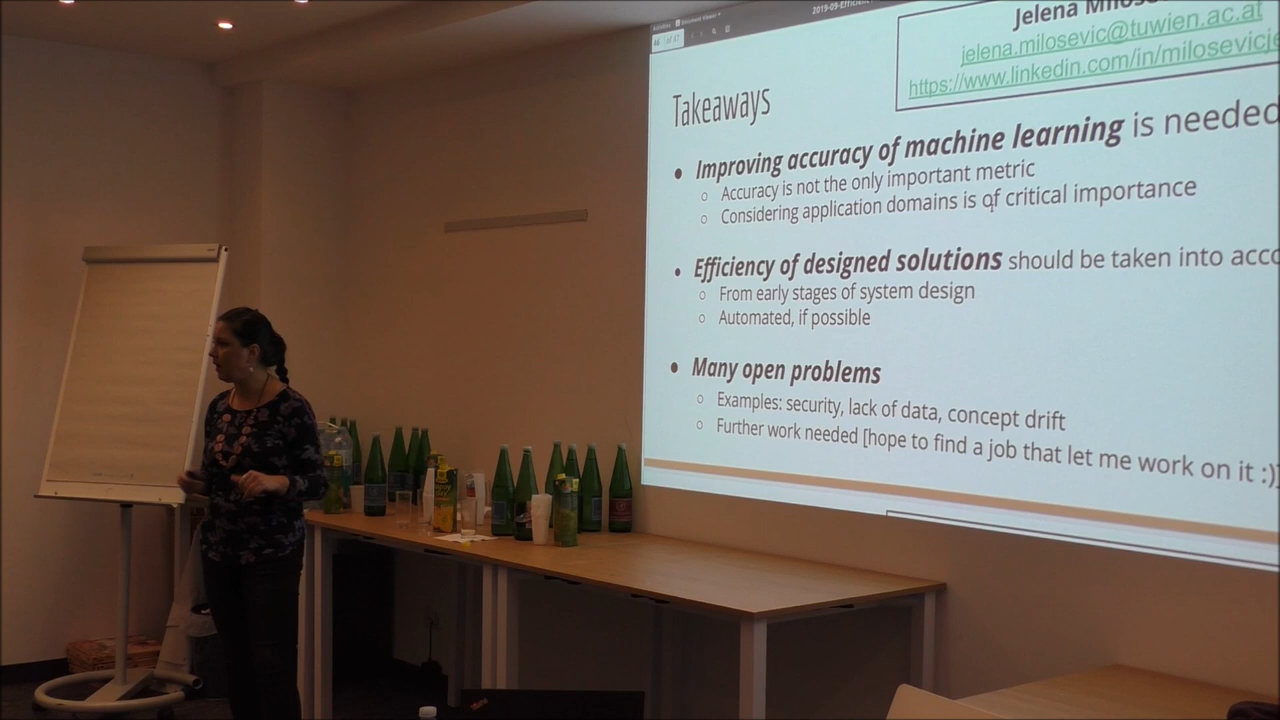 46 of 47
Jelena
jelena.milosevic@tuwien.ac.at
https://www.linkedin.com/in/milosevicje
Takeaways
• Improving accuracy of machine learning is needed
○ Accuracy is not the only important metric
○ Considering application domains is of critical importance
• Efficiency of designed solutions should be taken into acco
○ From early stages of system design
○ Automated, if possible
• Many open problems
○ Examples: security, lack of data, concept drift
○ Further work needed [hope to find a job that let me work on it :)]